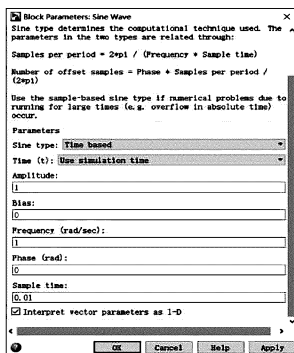 Block Parameters: Sine Wave
Sine type determines the computational technique used. The
parameters in the two types are related through:
Samples per period = 2*pi / (Frequency * Sample time)
Number of offset samples = Phase * Samples per period /
(2*pi)
Use the sample-based sine type if numerical problems due to
running for large times (e.g. overflow in absolute time)
occur.
Parameters
Sine type: Time based
Time (t): Use simulation time
Amplitude:
1
Bias:
0
Frequency (rad/sec):
1
Phase (rad):
0
Sample time:
0.01
Interpret vector parameters as 1-D
OK Cancel Help Apply